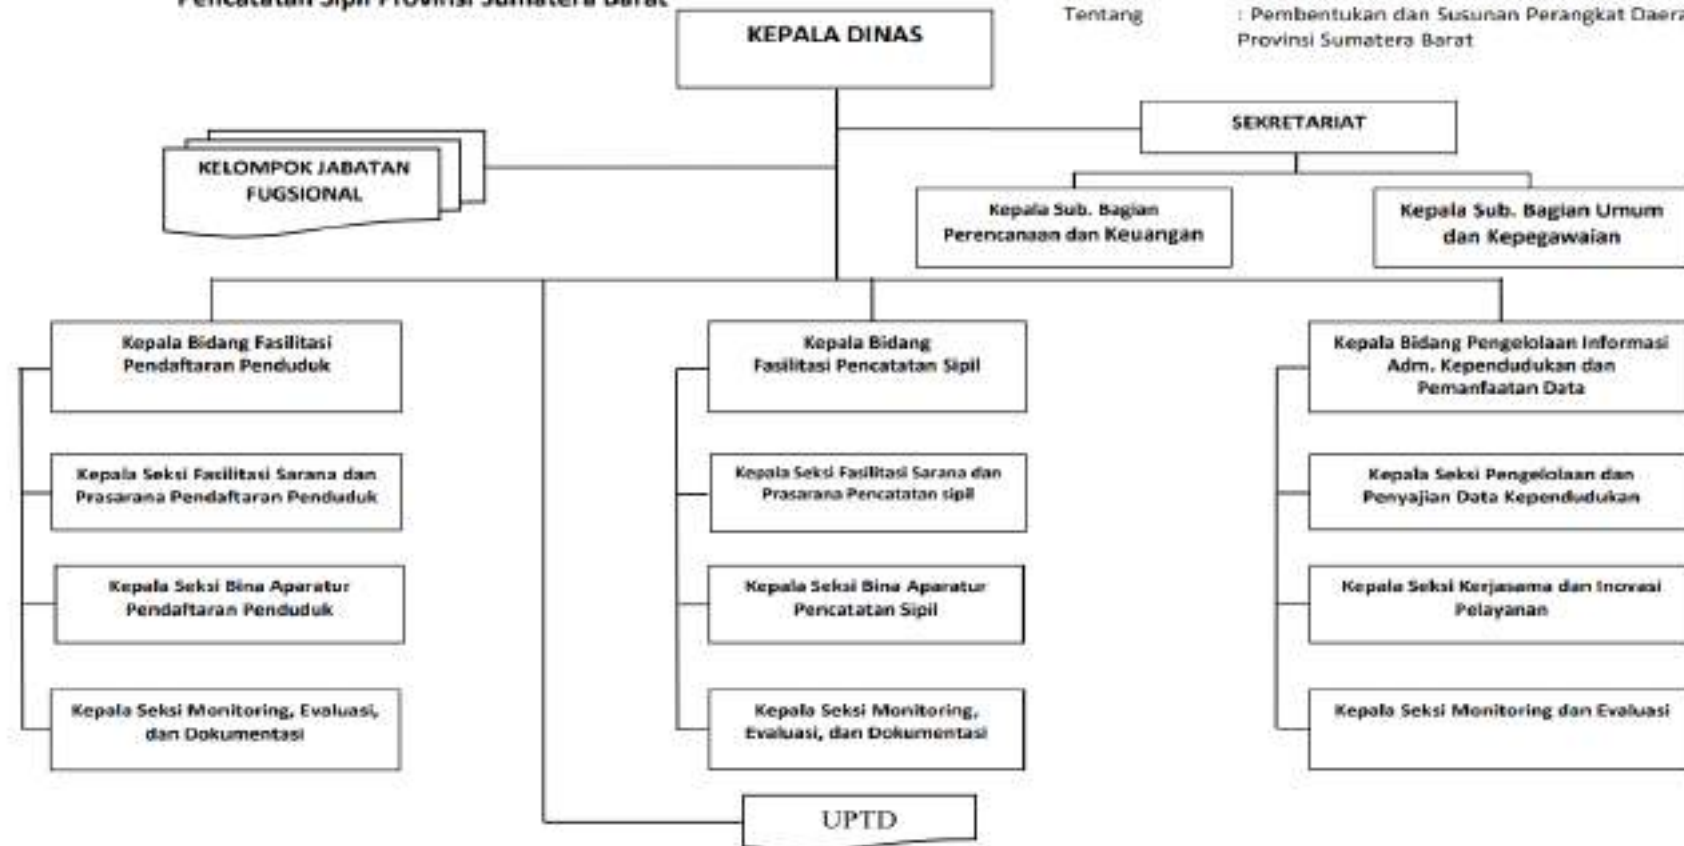 Pencatatan Sipil Provinsi Sumatera Barat
Tentang : Pembentukan dan Susunan Perangkat Daera
Provinsi Sumatera Barat
KEPALA DINAS
SEKRETARIAT
KELOMPOK JABATAN
FUGSIONAL
Kepala Sub. Bagian
Perencanaan dan Keuangan
Kepala Sub. Bagian Umum
dan Kepegawaian
Kepala Bidang Fasilitasi
Pendaftaran Penduduk
Kepala Seksi Fasilitasi Sarana dan
Prasarana Pendaftaran Penduduk
Kepala Seksi Bina Aparatur
Pendaftaran Penduduk
Kepala Seksi Monitoring, Evaluasi,
dan Dokumentasi
Kepala Bidang
Fasilitasi Pencatatan Sipil
Kepala Seksi Fasilitasi Sarana dan
Prasarana Pencatatan sipil
Kepala Seksi Bina Aparatur
Pencatatan Sipil
Kepala Seksi Monitoring,
Evaluasi, dan Dokumentasi
Kepala Bidang Pengelolaan Informasi
Adm. Kependudukan dan
Pemanfaatan Data
Kepala Seksi Pengelolaan dan
Penyajian Data Kependudukan
Kepala Seksi Kerjasama dan Inovasi
Pelayanan
Kepala Seksi Monitoring dan Evaluasi
UPTD